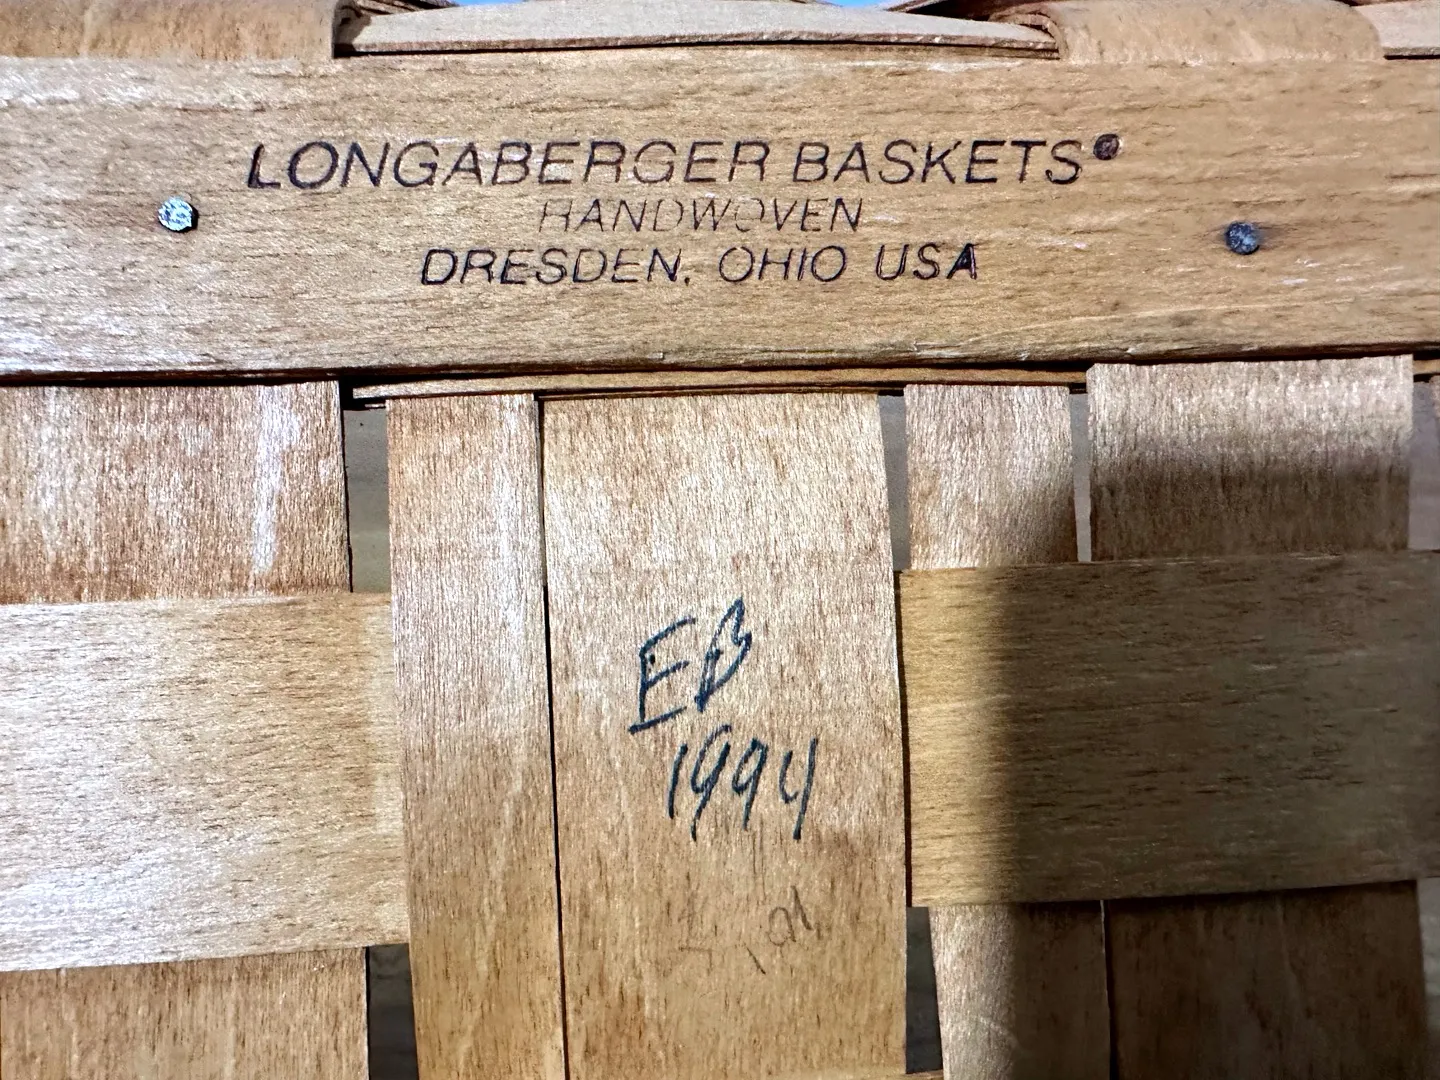 LONGABERGER BASKETS®
HANDWOVEN
DRESDEN, OHIO USA
EB
1994